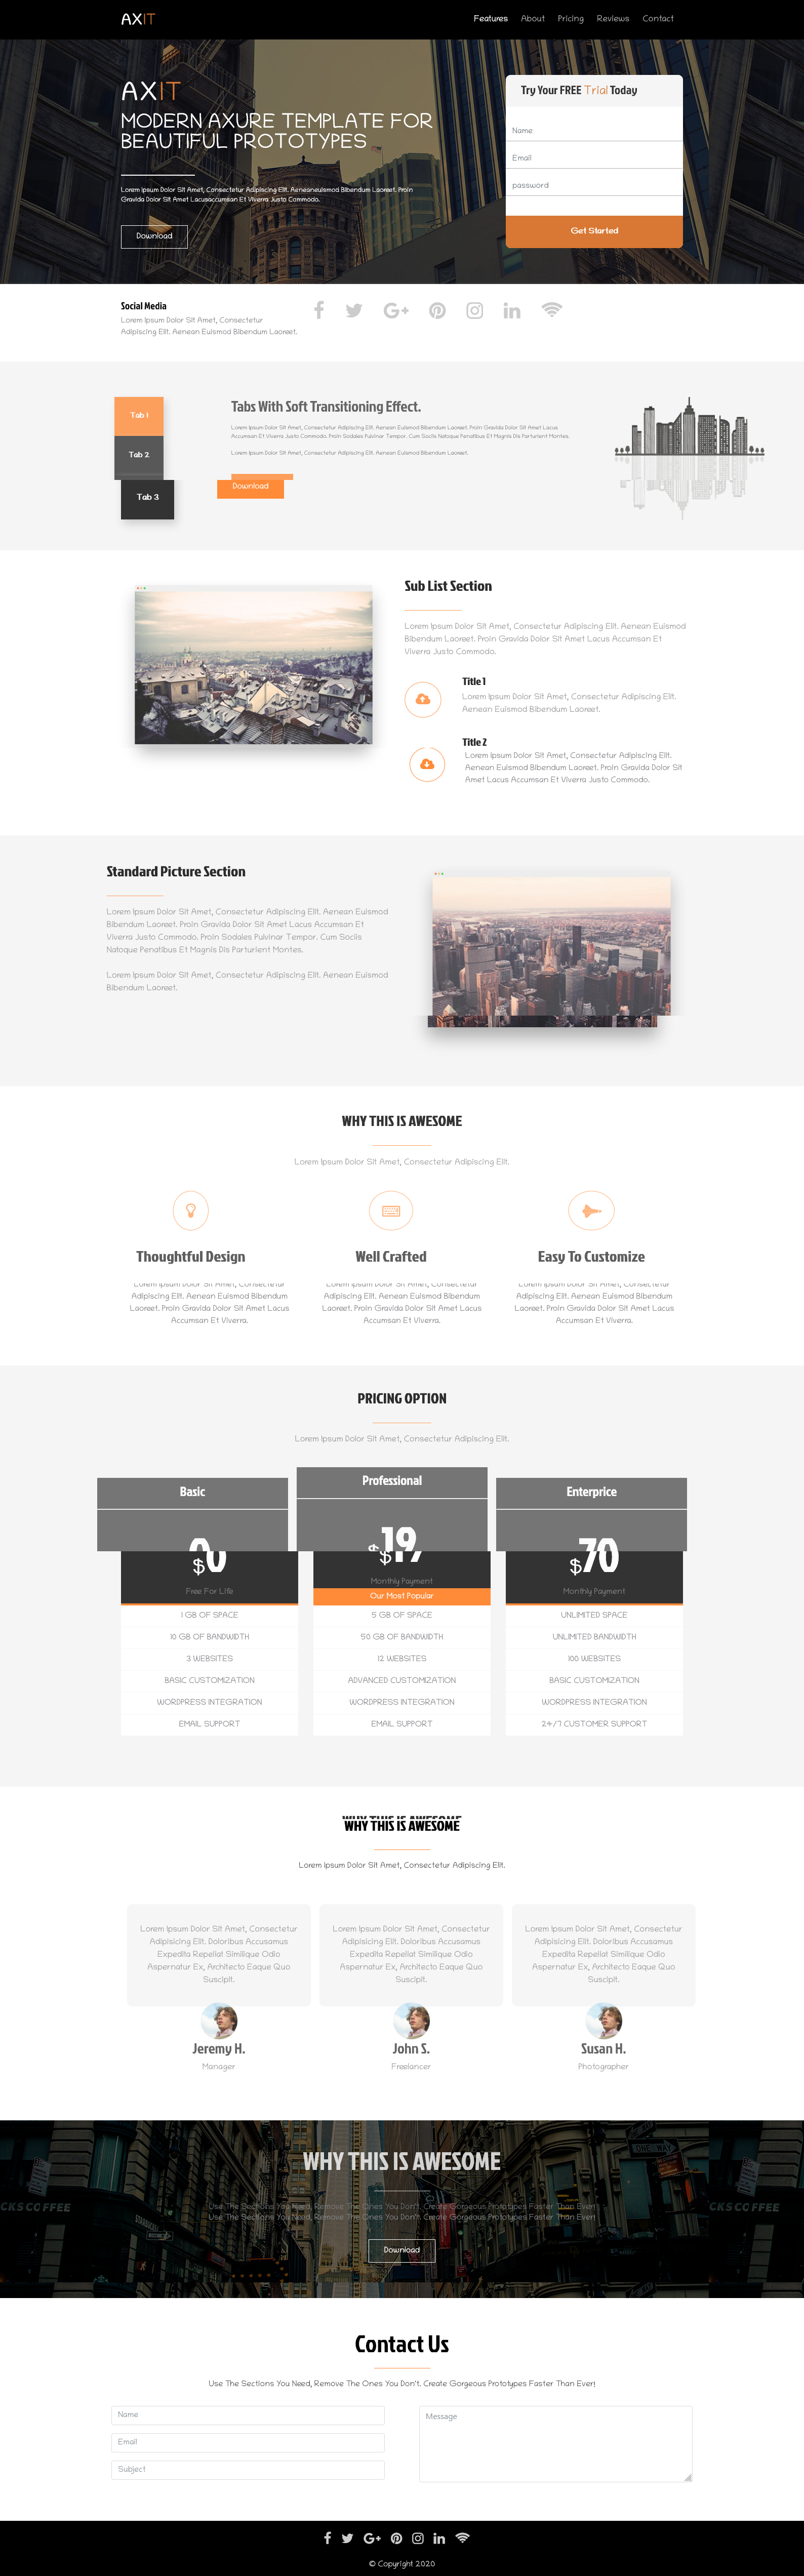 AXIT
Features About Pricing Reviews Contact
AXIT
MODERN AXURE TEMPLATE FOR
BEAUTIFUL PROTOTYPES
Lorem Ipsum Dolor Sit Amet, Consectetur Adipiscing Elit. Aeneaneuismod Bibendum Laoreet. Proin
Gravida Dolor Sit Amet Lacusaccumsan Et Viverra Justo Commodo.
Download
Try Your FREE Trial Today
Name
Email
password
Get Started
Social Media
Lorem Ipsum Dolor Sit Amet, Consectetur
Adipiscing Elit. Aenean Euismod Bibendum Laoreet.
Tab 1
Tab 2
Tab 3
Tabs With Soft Transitioning Effect.
Lorem Ipsum Dolor Sit Amet, Consectetur Adipiscing Elit. Aenean Euismod Bibendum Laoreet. Proin Gravida Dolor Sit Amet Lacus
Accumsan Et Viverra Justo Commodo. Proin Sodales Pulvinar Tempor. Cum Sociis Natoque Penatibus Et Magnis Dis Parturient Montes.
Lorem Ipsum Dolor Sit Amet, Consectetur Adipiscing Elit. Aenean Euismod Bibendum Laoreet.
Download
Sub List Section
Lorem Ipsum Dolor Sit Amet, Consectetur Adipiscing Elit. Aenean Euismod
Bibendum Laoreet. Proin Gravida Dolor Sit Amet Lacus Accumsan Et
Viverra Justo Commodo.
Title 1
Lorem Ipsum Dolor Sit Amet, Consectetur Adipiscing Elit.
Aenean Euismod Bibendum Laoreet.
Title 2
Lorem Ipsum Dolor Sit Amet, Consectetur Adipiscing Elit.
Aenean Euismod Bibendum Laoreet. Proin Gravida Dolor Sit
Amet Lacus Accumsan Et Viverra Justo Commodo.
Standard Picture Section
Lorem Ipsum Dolor Sit Amet, Consectetur Adipiscing Elit. Aenean Euismod
Bibendum Laoreet. Proin Gravida Dolor Sit Amet Lacus Accumsan Et
Viverra Justo Commodo. Proin Sodales Pulvinar Tempor. Cum Sociis
Natoque Penatibus Et Magnis Dis Parturient Montes.
Lorem Ipsum Dolor Sit Amet, Consectetur Adipiscing Elit. Aenean Euismod
Bibendum Laoreet.
WHY THIS IS AWESOME
Lorem Ipsum Dolor Sit Amet, Consectetur Adipiscing Elit.
Thoughtful Design
Lorem Ipsum Dolor Sit Amet, Consectetur
Adipiscing Elit. Aenean Euismod Bibendum
Laoreet. Proin Gravida Dolor Sit Amet Lacus
Accumsan Et Viverra.
Well Crafted
Lorem Ipsum Dolor Sit Amet, Consectetur
Adipiscing Elit. Aenean Euismod Bibendum
Laoreet. Proin Gravida Dolor Sit Amet Lacus
Accumsan Et Viverra.
Easy To Customize
Lorem Ipsum Dolor Sit Amet, Consectetur
Adipiscing Elit. Aenean Euismod Bibendum
Laoreet. Proin Gravida Dolor Sit Amet Lacus
Accumsan Et Viverra.
PRICING OPTION
Lorem Ipsum Dolor Sit Amet, Consectetur Adipiscing Elit.
Basic
$0
Free For Life
1 GB OF SPACE
10 GB OF BANDWIDTH
3 WEBSITES
BASIC CUSTOMIZATION
WORDPRESS INTEGRATION
EMAIL SUPPORT
Professional
$19
Monthly Payment
Our Most Popular
5 GB OF SPACE
50 GB OF BANDWIDTH
12 WEBSITES
ADVANCED CUSTOMIZATION
WORDPRESS INTEGRATION
EMAIL SUPPORT
Enterprice
$70
Monthly Payment
UNLIMITED SPACE
UNLIMITED BANDWIDTH
100 WEBSITES
BASIC CUSTOMIZATION
WORDPRESS INTEGRATION
24/7 CUSTOMER SUPPORT
WHY THIS IS AWESOME
WHY THIS IS AWESOME
Lorem Ipsum Dolor Sit Amet, Consectetur Adipiscing Elit.
Lorem Ipsum Dolor Sit Amet, Consectetur
Adipisicing Elit. Doloribus Accusamus
Expedita Repellat Similique Odio
Aspernatur Ex, Architecto Eaque Quo
Suscipit.
Jeremy H.
Manager
Lorem Ipsum Dolor Sit Amet, Consectetur
Adipisicing Elit. Doloribus Accusamus
Expedita Repellat Similique Odio
Aspernatur Ex, Architecto Eaque Quo
Suscipit.
John S.
Freelancer
Lorem Ipsum Dolor Sit Amet, Consectetur
Adipisicing Elit. Doloribus Accusamus
Expedita Repellat Similique Odio
Aspernatur Ex, Architecto Eaque Quo
Suscipit.
Susan H.
Photographer
WHY THIS IS AWESOME
Use The Sections You Need, Remove The Ones You Don't. Create Gorgeous Prototypes Faster Than Ever!
Use The Sections You Need, Remove The Ones You Don't. Create Gorgeous Prototypes Faster Than Ever!
Download
CKS COFFEE
ONE WAY
CKS COFFEE
Contact Us
Use The Sections You Need, Remove The Ones You Don't. Create Gorgeous Prototypes Faster Than Ever!
Name
Email
Subject
Message
© Copyright 2020